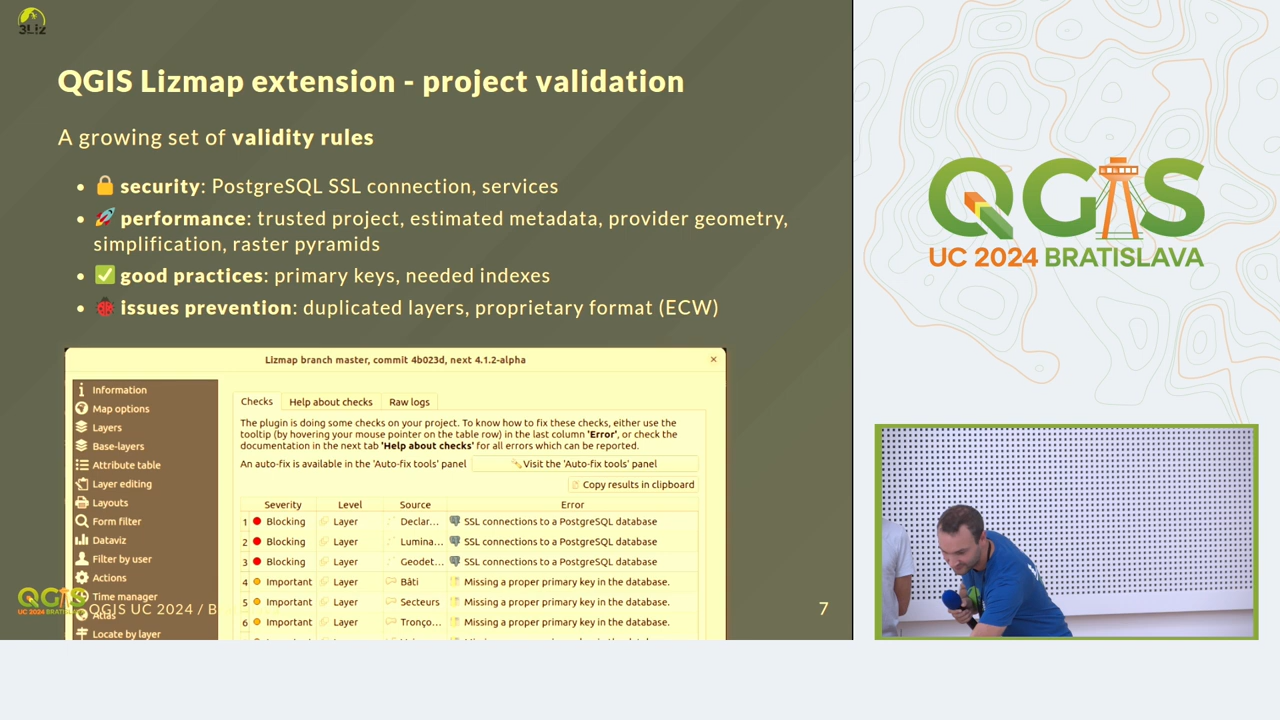 3Liz
QGIS Lizmap extension - project validation
A growing set of validity rules
• 🔒 security: PostgreSQL SSL connection, services
• 🚀 performance: trusted project, estimated metadata, provider geometry,
simplification, raster pyramids
• ✅ good practices: primary keys, needed indexes
• 🐞 issues prevention: duplicated layers, proprietary format (ECW)
Lizmap branch master, commit 4b023d, next 4.1.2-alpha ×
Information
Map options
Layers
Base-layers
Attribute table
Layer editing
Layouts
Form filter
Dataviz
Filter by user
Actions
Time manager
Atlas
Locate by layer
Checks Help about checks Raw logs
The plugin is doing some checks on your project. To know how to fix these checks, either use the
tooltip (by hovering your mouse pointer on the table row) in the last column 'Error', or check the
documentation in the next tab 'Help about checks' for all errors which can be reported.
An auto-fix is available in the 'Auto-fix tools' panel Visit the 'Auto-fix tools' panel
Copy results in clipboard
Severity Level Source Error
1 Blocking Layer Declar... SSL connections to a PostgreSQL database
2 Blocking Layer Lumina... SSL connections to a PostgreSQL database
3 Blocking Layer Geodet... SSL connections to a PostgreSQL database
4 Important Layer Bâti Missing a proper primary key in the database.
5 Important Layer Secteurs Missing a proper primary key in the database.
6 Important Layer Tronço... Missing a proper primary key in the database.
QGIS
UC 2024 BRATISLAVA
QGIS UC 2024 / B
7
QGIS
UC 2024 BRATISLAVA